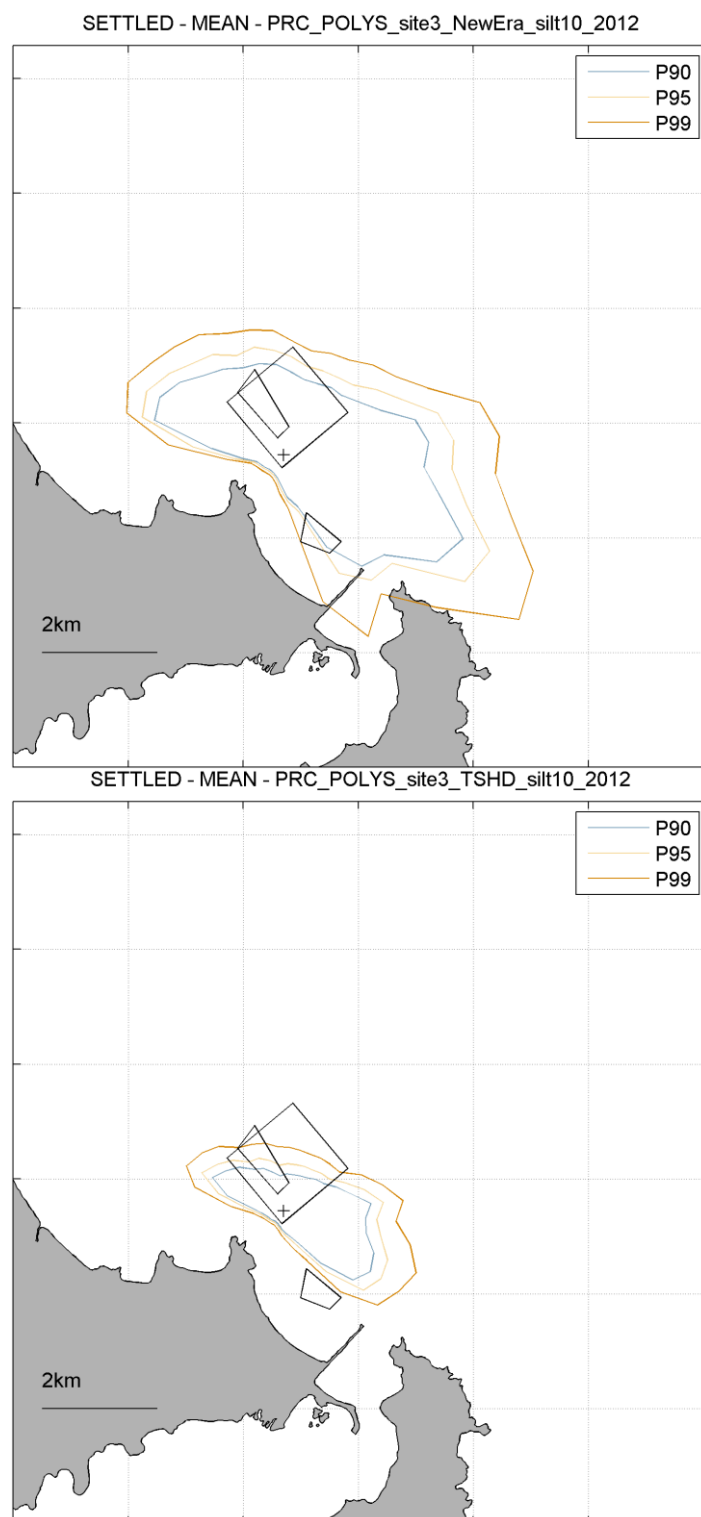 SETTLED - MEAN - PRC_POLYS_site3_NewEra_silt10_2012
P90
P95
P99
2km
SETTLED - MEAN - PRC_POLYS_site3_TSHD_silt10_2012
P90
P95
P99
2km